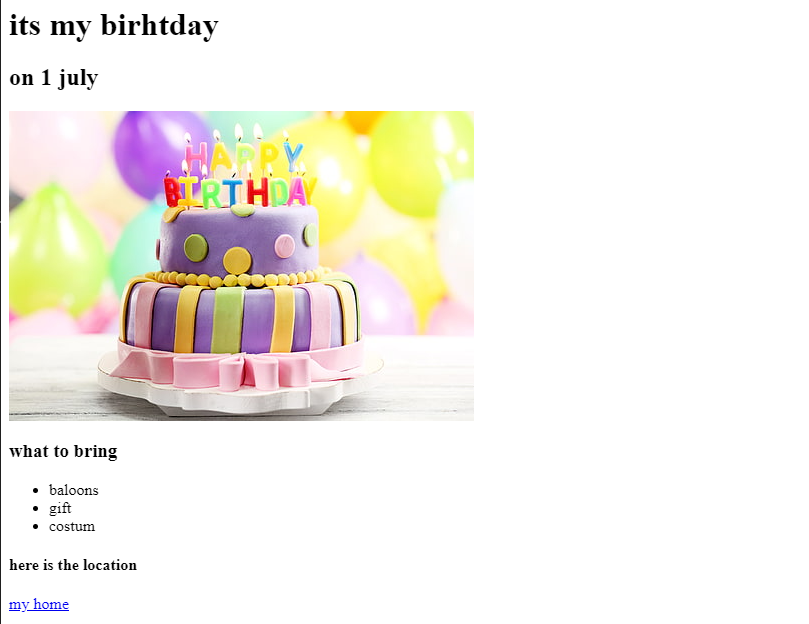 its my birhtday
on 1 july
HAPPY
BIRTHDAY
what to bring
baloons
gift
costum
here is the location
my home